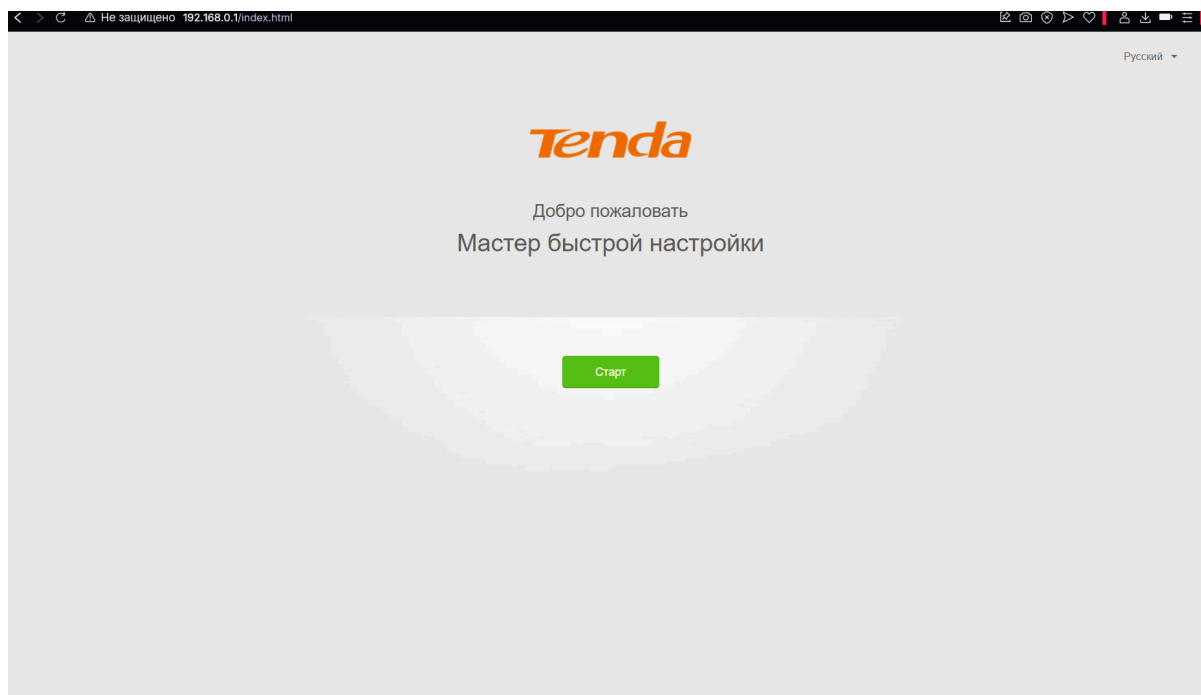 Не защищено 192.168.0.1/index.html
Русский
Tenda
Добро пожаловать
Мастер быстрой настройки
Старт